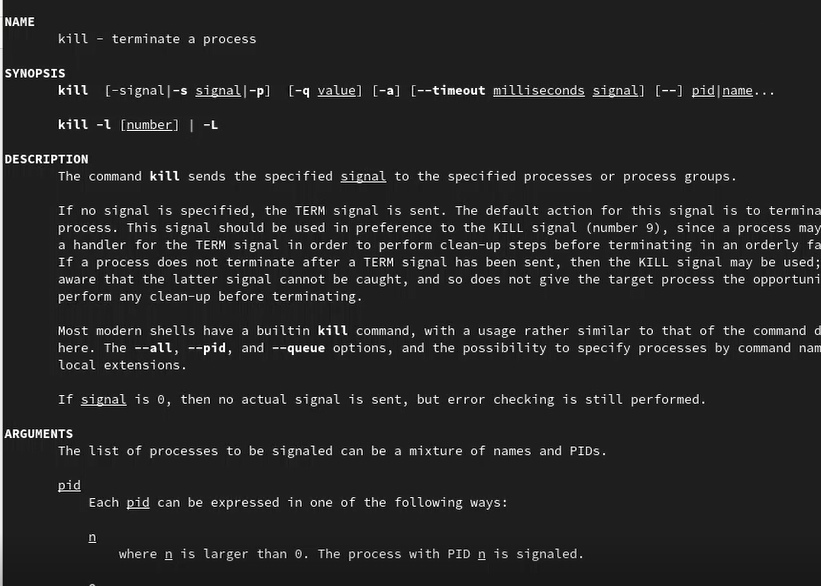 NAME
kill - terminate a process
SYNOPSIS
kill [-signal|-s signal|-p] [-q value] [-a] [--timeout milliseconds signal] [--] pid|name...
kill -l [number] | -L
DESCRIPTION
The command kill sends the specified signal to the specified processes or process groups.
If no signal is specified, the TERM signal is sent. The default action for this signal is to termina
process. This signal should be used in preference to the KILL signal (number 9), since a process may
a handler for the TERM signal in order to perform clean-up steps before terminating in an orderly fa
If a process does not terminate after a TERM signal has been sent, then the KILL signal may be used;
aware that the latter signal cannot be caught, and so does not give the target process the opportuni
perform any clean-up before terminating.
Most modern shells have a builtin kill command, with a usage rather similar to that of the command d
here. The --all, --pid, and --queue options, and the possibility to specify processes by command nam
local extensions.
If signal is 0, then no actual signal is sent, but error checking is still performed.
ARGUMENTS
The list of processes to be signaled can be a mixture of names and PIDs.
pid
Each pid can be expressed in one of the following ways:
n
where n is larger than 0. The process with PID n is signaled.